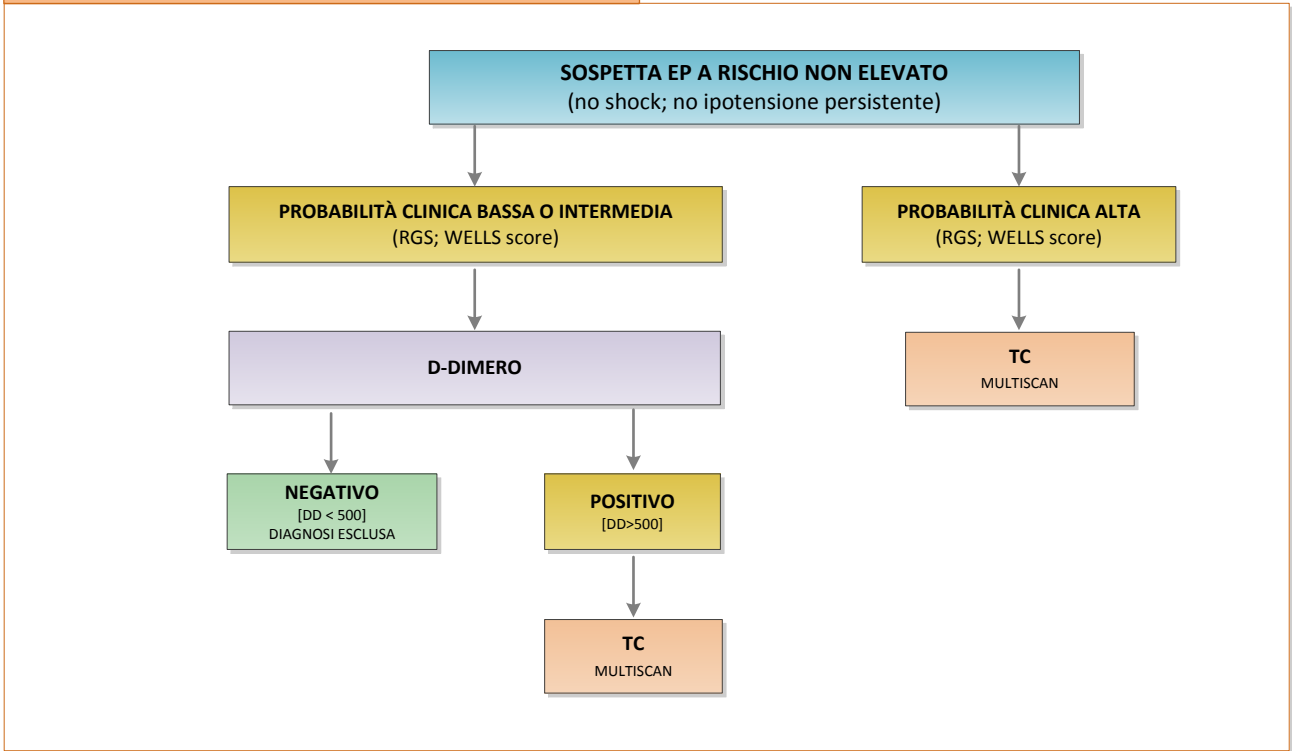 SOSPETTA EP A RISCHIO NON ELEVATO
(no shock; no ipotensione persistente)
PROBABILITÀ CLINICA BASSA O INTERMEDIA
(RGS; WELLS score)
PROBABILITÀ CLINICA ALTA
(RGS; WELLS score)
D-DIMERO
TC
MULTISCAN
NEGATIVO
[DD < 500]
DIAGNOSI ESCLUSA
POSITIVO
[DD>500]
TC
MULTISCAN